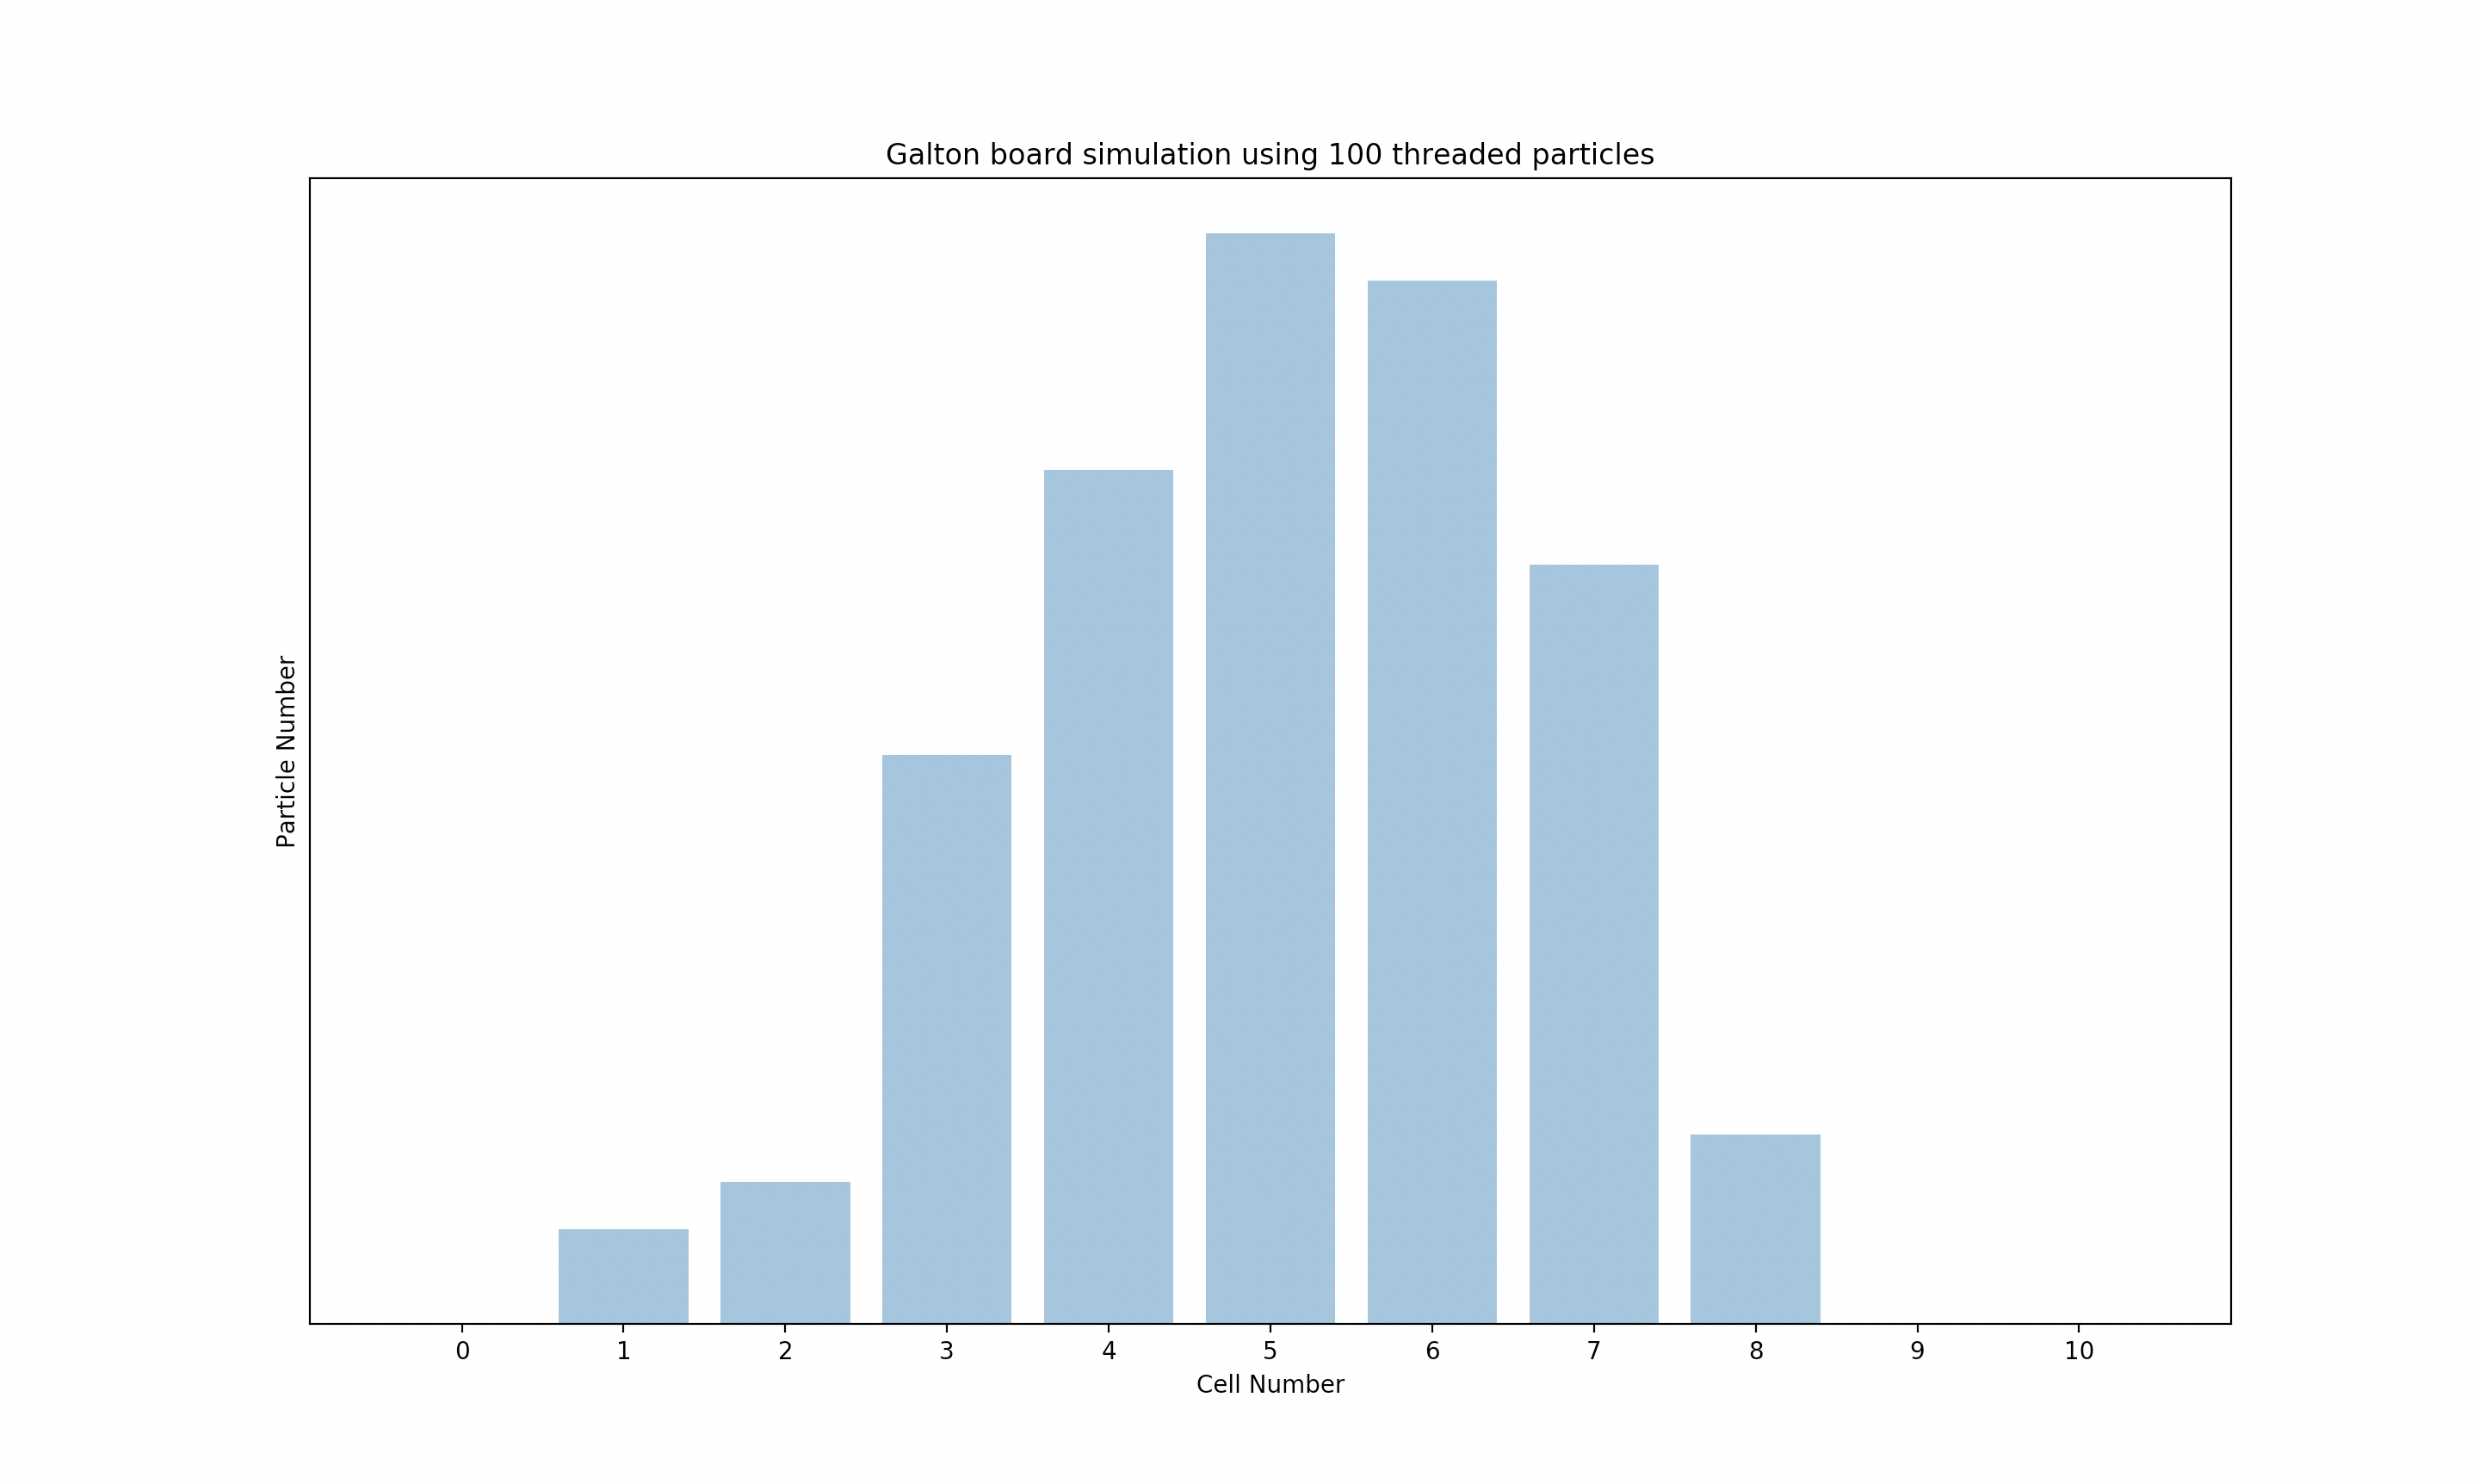 Galton board simulation using 100 threaded particles
Particle Number
0 1 2 3 4 5 6 7 8 9 10
Cell Number